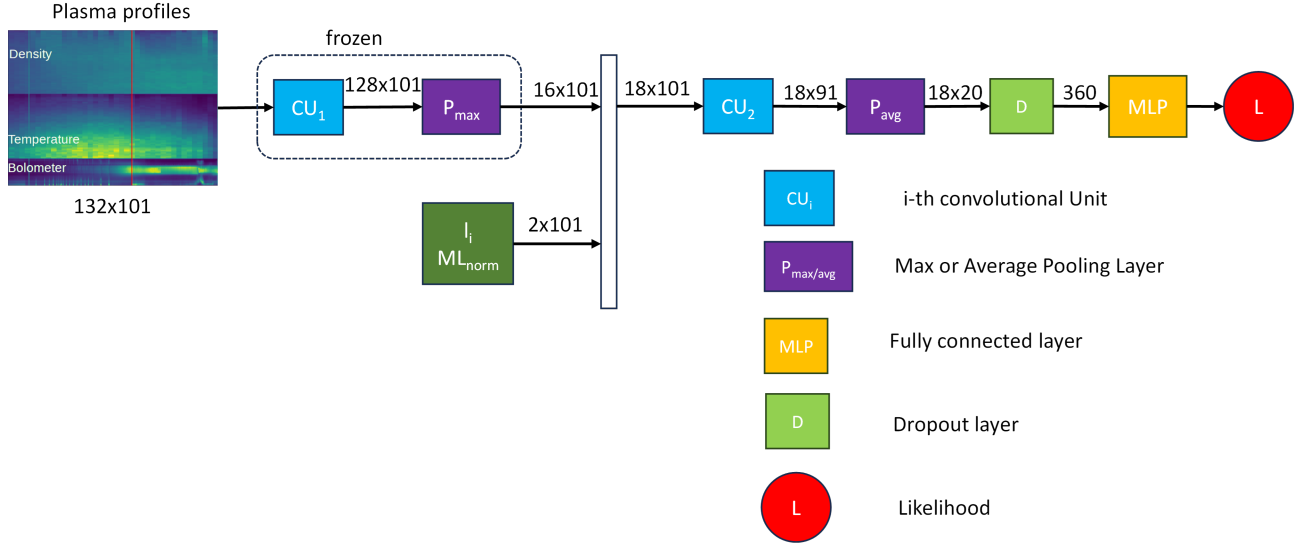 Plasma profiles
Density
Temperature
Bolometer
132x101
frozen
CU1
128x101
Pmax
16x101
li
MLnorm
2x101
18x101
CU2
18x91
Pavg
18x20
D
360
MLP
L
CUi
i-th convolutional Unit
Pmax/avg
Max or Average Pooling Layer
MLP
Fully connected layer
D
Dropout layer
L
Likelihood